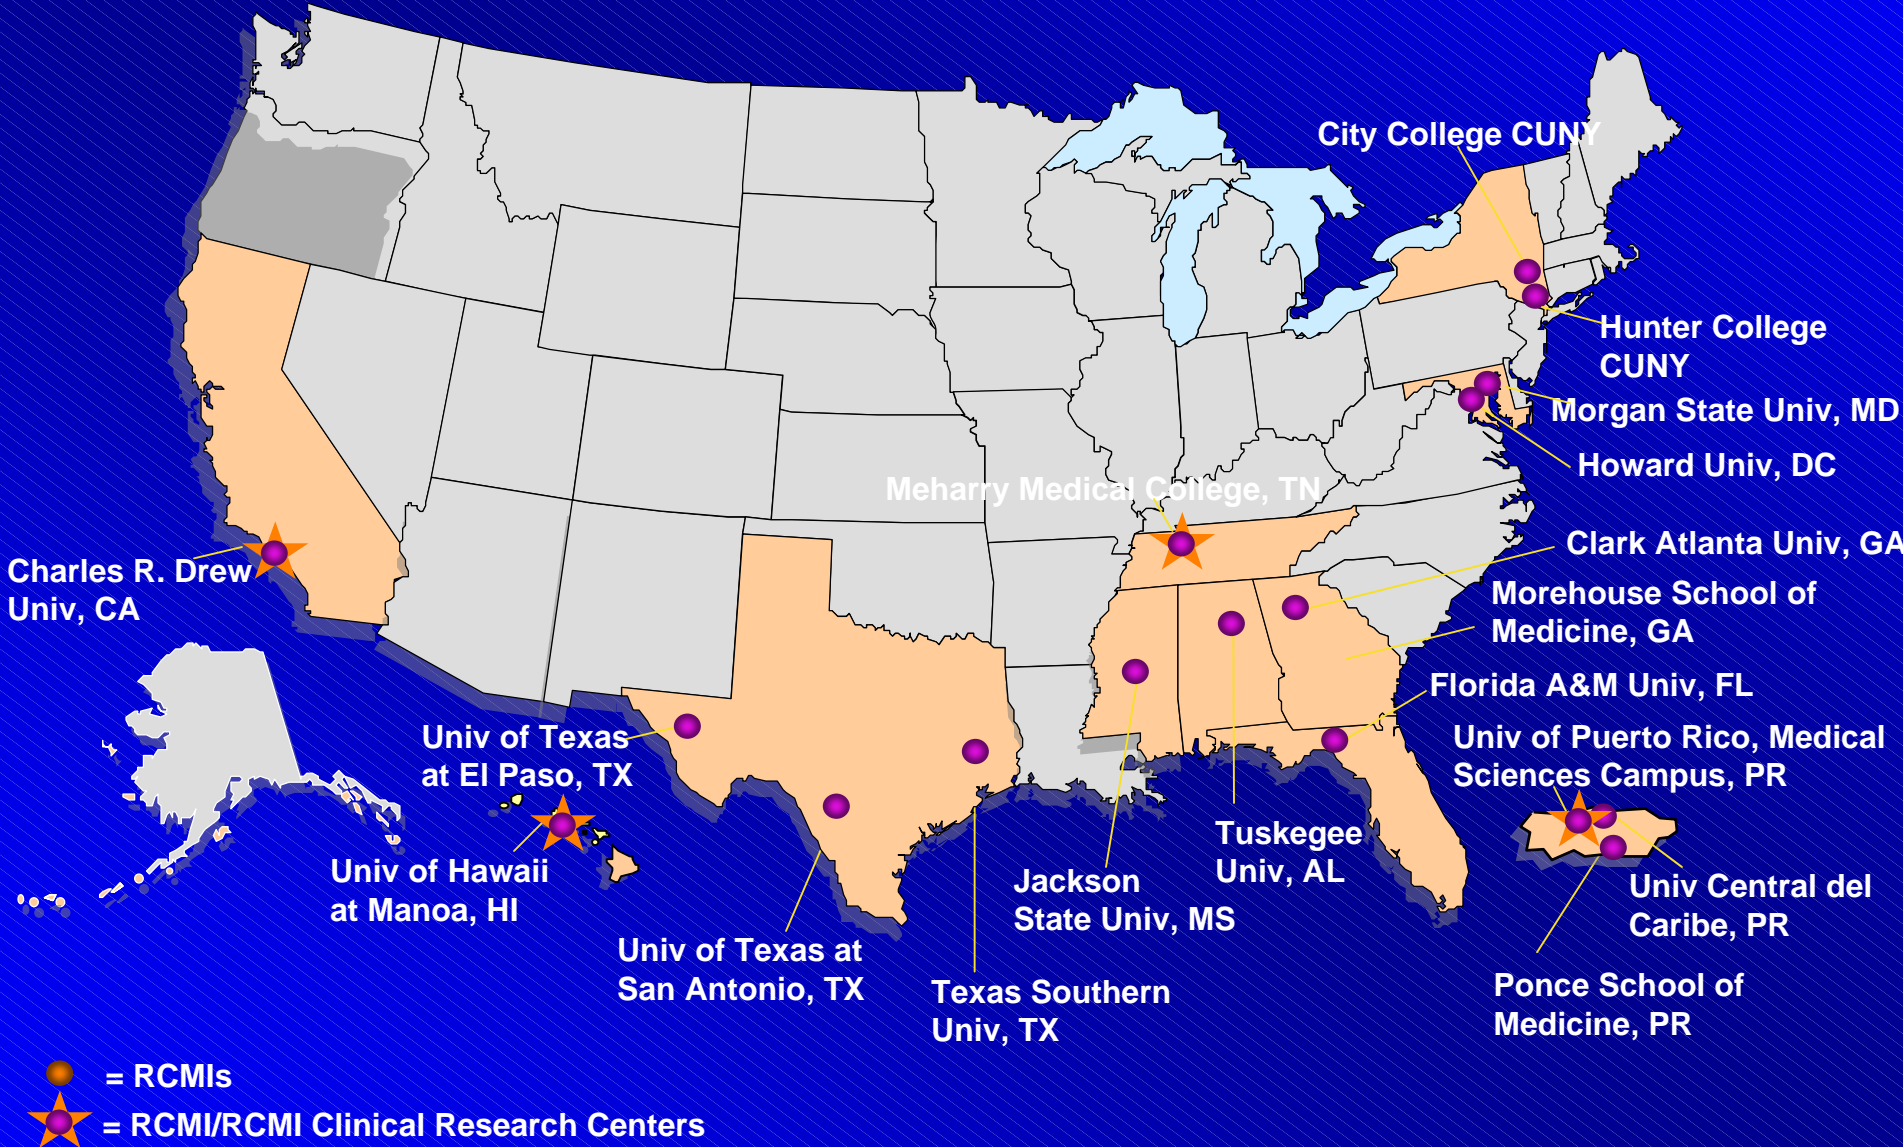 City College CUNY
Hunter College
CUNY
Morgan State Univ, MD
Howard Univ, DC
Meharry Medical College, TN
Clark Atlanta Univ, GA
Charles R. Drew
Univ, CA
Morehouse School of
Medicine, GA
Florida A&M Univ, FL
Univ of Texas
at El Paso, TX
Univ of Puerto Rico, Medical
Sciences Campus, PR
Tuskegee
Univ, AL
Univ of Hawaii
at Manoa, HI
Jackson
State Univ, MS
Univ Central del
Caribe, PR
Univ of Texas at
San Antonio, TX
Texas Southern
Univ, TX
Ponce School of
Medicine, PR
= RCMIs
= RCMI/RCMI Clinical Research Centers